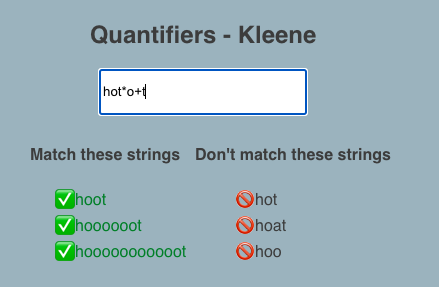 Quantifiers - Kleene
hot*o+t
Match these strings Don't match these strings
✅hoot 🚫hot
✅hoooooot 🚫hoat
✅hooooooooooot 🚫hoo